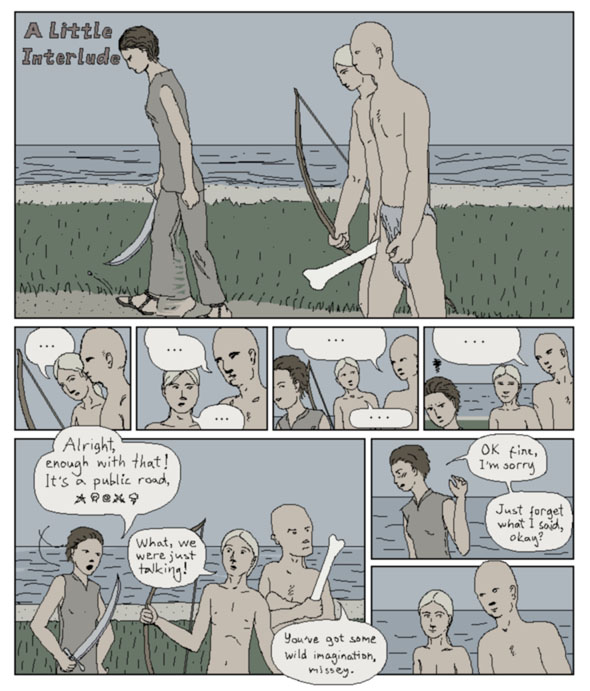 A Little
Interlude
...
...
...
...
....
...
Alright,
enough with that!
It's a public road,
What, we
were just
talking!
You've got some
wild imagination,
missey.
OK fine,
I'm sorry
Just forget
what I said,
okay?